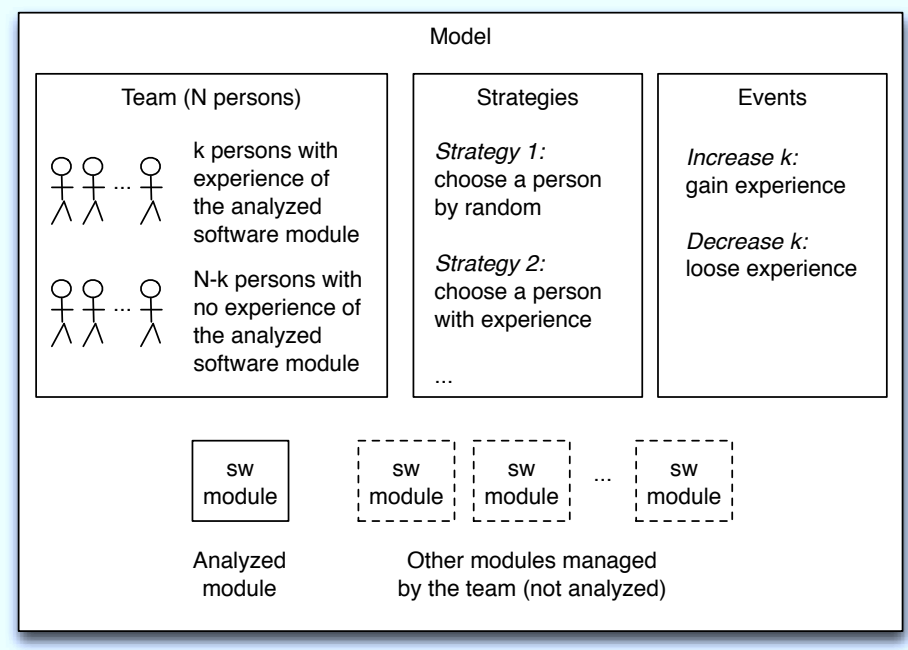 Model
Team (N persons)
k persons with
experience of
the analyzed
software module
...
N-k persons with
no experience of
the analyzed
software module
...
Strategies
Strategy 1:
choose a person
by random
Strategy 2:
choose a person
with experience
...
Events
Increase k:
gain experience
Decrease k:
loose experience
sw
module
Analyzed
module
sw
module
sw
module
...
sw
module
Other modules managed
by the team (not analyzed)